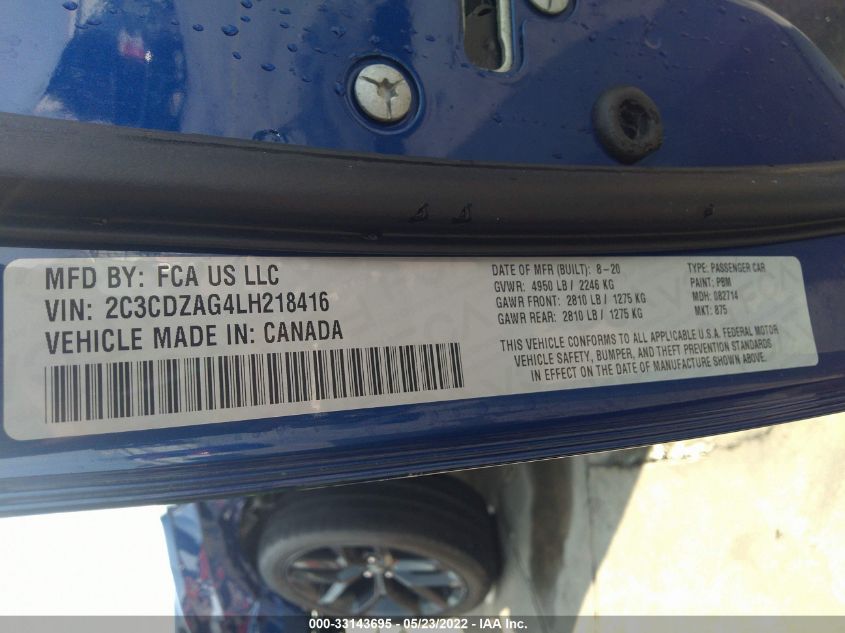 MFD BY: FCA US LLC
VIN: 2C3CDZAG4LH218416
VEHICLE MADE IN: CANADA
DATE OF MFR (BUILT): 8-20
GVWR: 4950 LB / 2246 KG
GAWR FRONT: 2810 LB / 1275 KG
GAWR REAR: 2810 LB / 1275 KG
TYPE: PASSENGER CAR
PAINT: PBM
MDH: 082714
MKT: 875
THIS VEHICLE CONFORMS TO ALL APPLICABLE U.S.A. FEDERAL MOTOR
VEHICLE SAFETY, BUMPER, AND THEFT PREVENTION STANDARDS
IN EFFECT ON THE DATE OF MANUFACTURE SHOWN ABOVE.
000-33143695 - 05/23/2022 - IAA Inc.